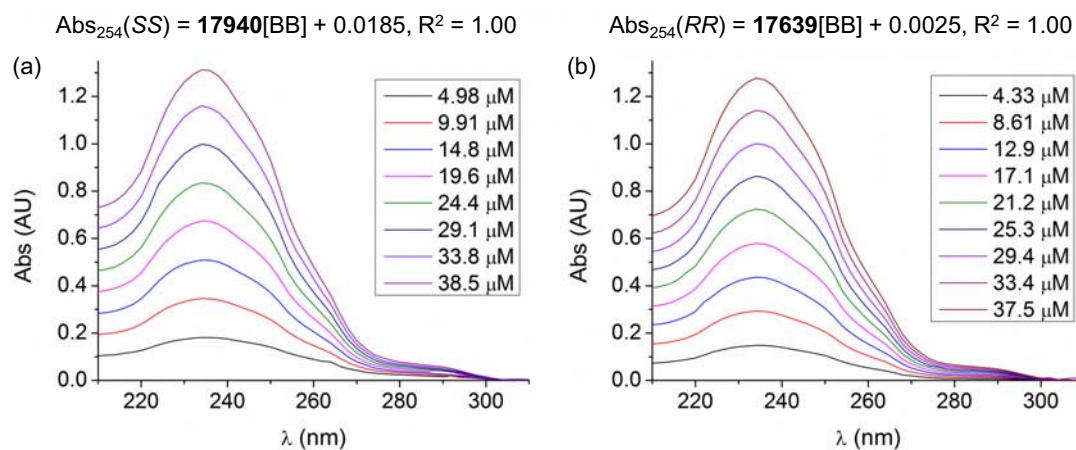 Abs₂₅₄(SS) = 17940[BB] + 0.0185, R² = 1.00
Abs₂₅₄(RR) = 17639[BB] + 0.0025, R² = 1.00
(a)
Abs (AU)
1.2
1.0
0.8
0.6
0.4
0.2
0.0
220 240 260 280 300
λ (nm)
4.98 μM
9.91 μM
14.8 μM
19.6 μM
24.4 μM
29.1 μM
33.8 μM
38.5 μM
(b)
Abs (AU)
1.2
1.0
0.8
0.6
0.4
0.2
0.0
220 240 260 280 300
λ (nm)
4.33 μM
8.61 μM
12.9 μM
17.1 μM
21.2 μM
25.3 μM
29.4 μM
33.4 μM
37.5 μM